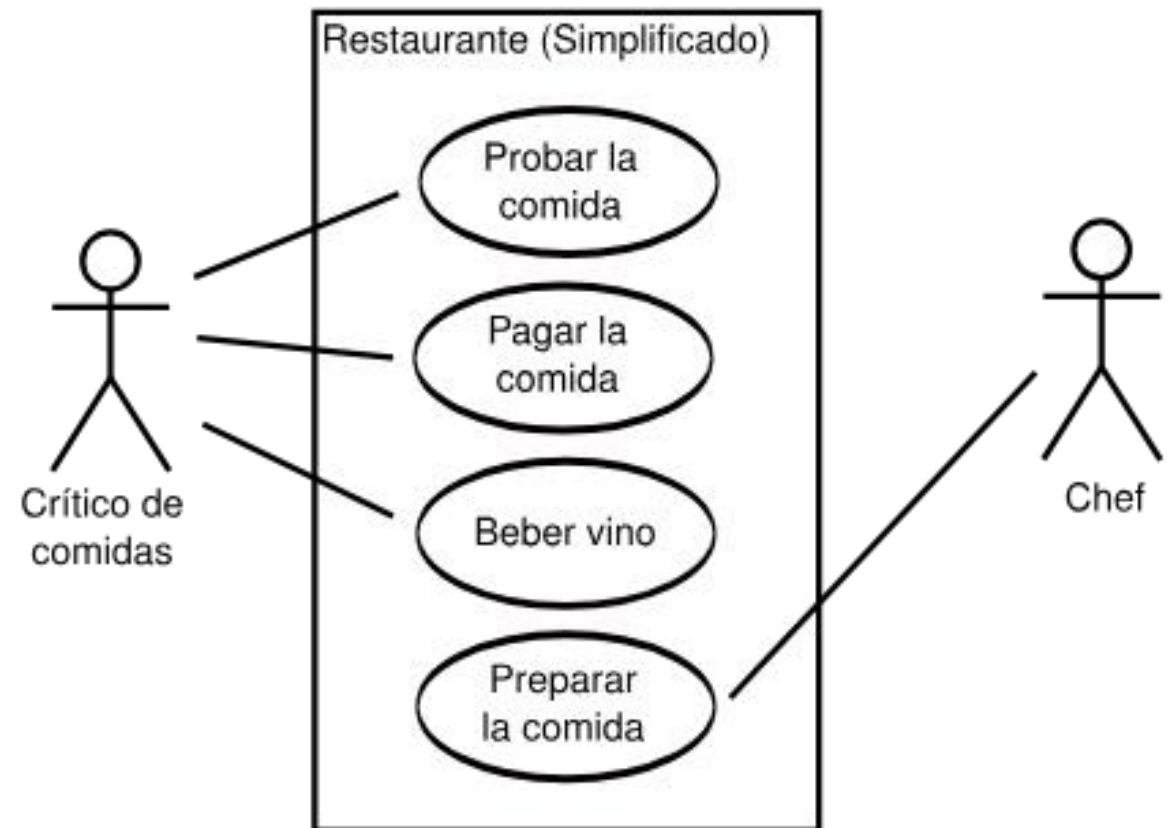 Restaurante (Simplificado)
Probar la
comida
Pagar la
comida
Beber vino
Preparar
la comida
Crítico de
comidas
Chef